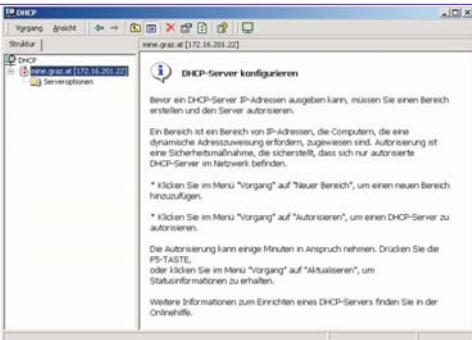 DHCP
Vorgang Ansicht
Struktur
mine.graz.at [172.16.201.22]
DHCP
mine.graz.at [172.16.201.22]
Serveroptionen
DHCP-Server konfigurieren
Bevor ein DHCP-Server IP-Adressen ausgeben kann, müssen Sie einen Bereich
erstellen und den Server autorisieren.
Ein Bereich ist ein Bereich von IP-Adressen, die Computern, die eine
dynamische Adresszuweisung erfordern, zugewiesen sind. Autorisierung ist
eine Sicherheitsmaßnahme, die sicherstellt, dass sich nur autorisierte
DHCP-Server im Netzwerk befinden.
* Klicken Sie im Menü "Vorgang" auf "Neuer Bereich", um einen neuen Bereich
hinzuzufügen.
* Klicken Sie im Menü "Vorgang" auf "Autorisieren", um einen DHCP-Server zu
autorisieren.
Die Autorisierung kann einige Minuten in Anspruch nehmen. Drücken Sie die
F5-TASTE,
oder klicken Sie im Menü "Vorgang" auf "Aktualiseren", um
Statusinformationen zu erhalten.
Weitere Informationen zum Einrichten eines DHCP-Servers finden Sie in der
Onlinehilfe.